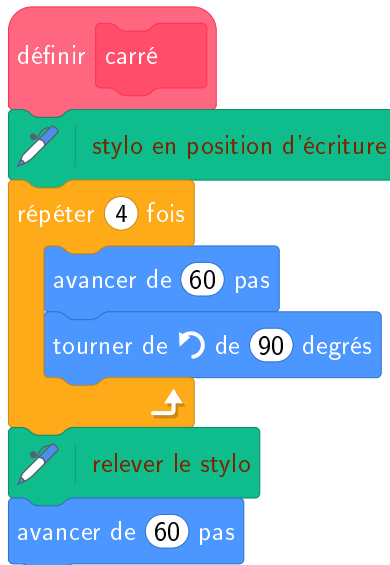 définir carré
stylo en position d'écriture
répéter 4 fois
avancer de 60 pas
tourner de de 90 degrés
relever le stylo
avancer de 60 pas